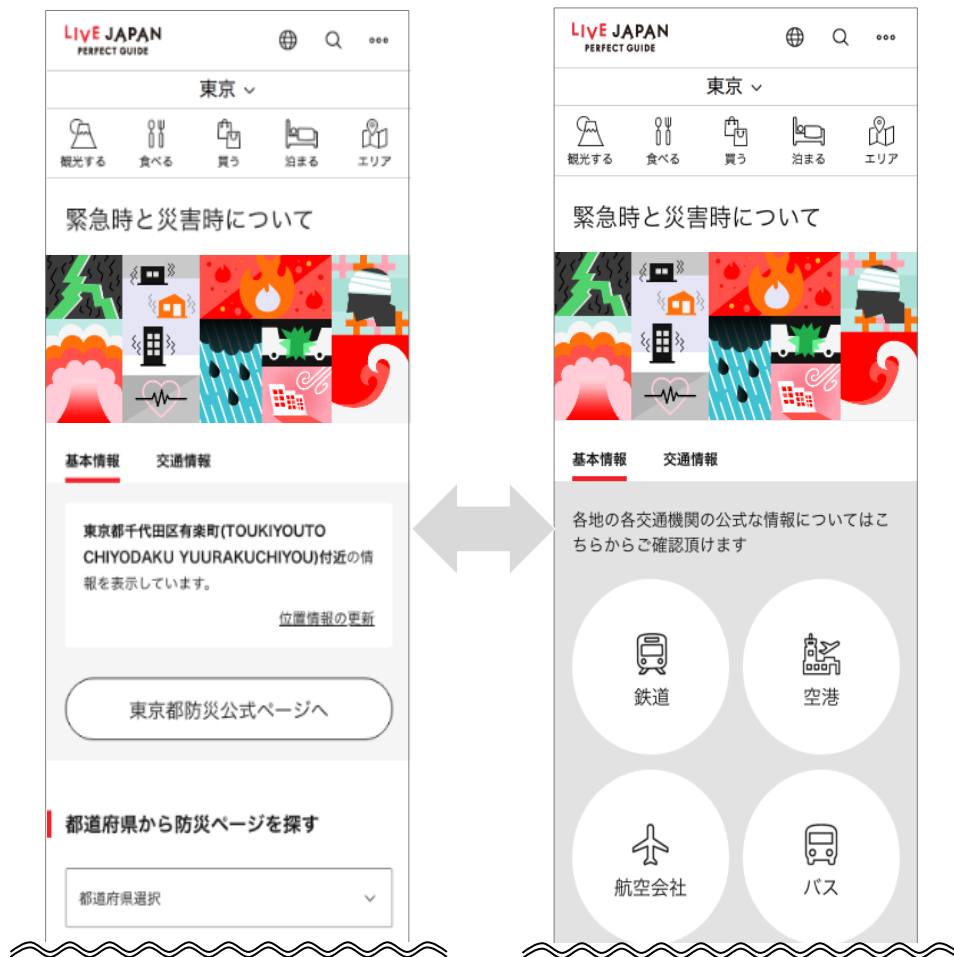 LIVE JAPAN
PERFECT GUIDE
東京
観光する 食べる 買う 泊まる エリア
緊急時と災害時について
基本情報 交通情報
東京都千代田区有楽町(TOUKIYOUTO
CHIYODAKU YUURAKUCHIYOU)付近の情
報を表示しています。
位置情報の更新
東京都防災公式ページへ
都道府県から防災ページを探す
都道府県選択
LIVE JAPAN
PERFECT GUIDE
東京
観光する 食べる 買う 泊まる エリア
緊急時と災害時について
基本情報 交通情報
各地の各交通機関の公式な情報についてはこ
ちらからご確認頂けます
鉄道 空港
航空会社 バス